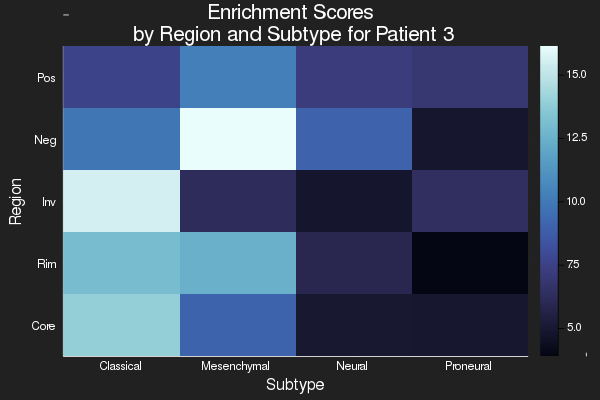 Enrichment Scores
by Region and Subtype for Patient 3
Pos
Neg
Inv
Rim
Core
Region
Classical
Mesenchymal
Neural
Proneural
Subtype
15.0
12.5
10.0
7.5
5.0